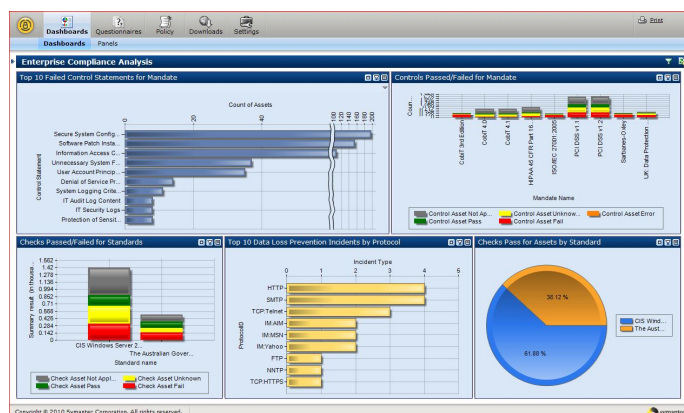 Dashboards Questionnaires Policy Downloads Settings
Print
Dashboards Panels
Enterprise Compliance Analysis
Top 10 Failed Control Statements for Mandate
Count of Assets
0 20 40 100 120 140 160 180 200
Control Statement
Secure System Config...
Software Patch Insta...
Information Access C...
Unnecessary System F...
User Account Princip...
Denial of Service Pr...
System Logging Crite...
IT Audit Log Content
IT Security Logs
Protection of Sensit...
Controls Passed/Failed for Mandate
Coun...
CobiT 3rd Edition
CobiT 4.0
CobiT 4.1
HIPAA 45 CFR Part 16...
ISO/IEC 27001:2005
PCI DSS v1.1
PCI DSS v1.2
Sarbanes-Oxley
UK: Data Protection ...
Mandate Name
Control Asset Not Ap...
Control Asset Unknow...
Control Asset Error
Control Asset Pass
Control Asset Fail
Checks Passed/Failed for Standards
Summary result (in thousa...
1.562
1.42
1.278
1.136
0.994
0.852
0.71
0.568
0.426
0.284
0.142
0
CIS Windows Server 2...
The Australian Gover...
Standard name
Check Asset Not Appl...
Check Asset Unknown
Check Asset Pass
Check Asset Fail
Top 10 Data Loss Prevention Incidents by Protocol
Incident Type
0 1 2 3 4 5
ProtocolID
HTTP
SMTP
TCP:Telnet
IM:AIM
IM:MSN
IM:Yahoo
FTP
NNTP
TCP:HTTPS
Checks Pass for Assets by Standard
36.12 %
61.88 %
CIS Wind...
The Aust...
Copyright © 2010 Symantec Corporation. All rights reserved.
symantec